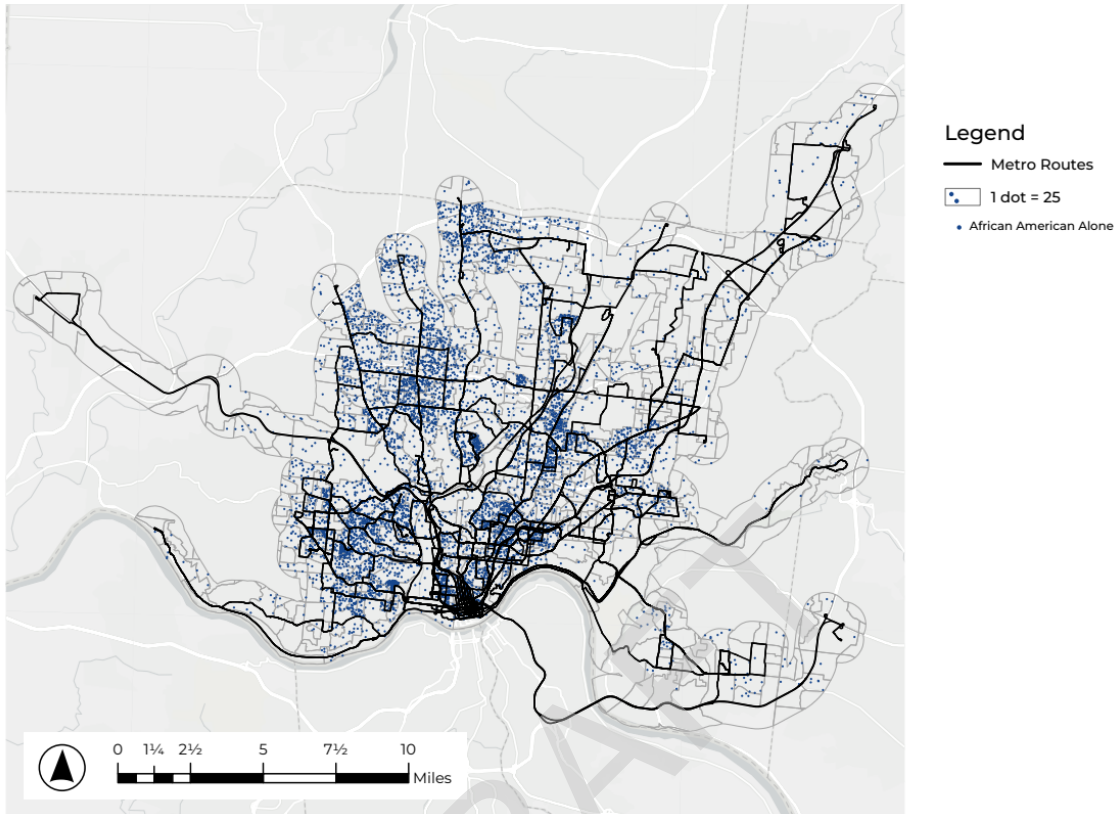 Legend
Metro Routes
1 dot = 25
African American Alone
0 1¼ 2½ 5 7½ 10
Miles